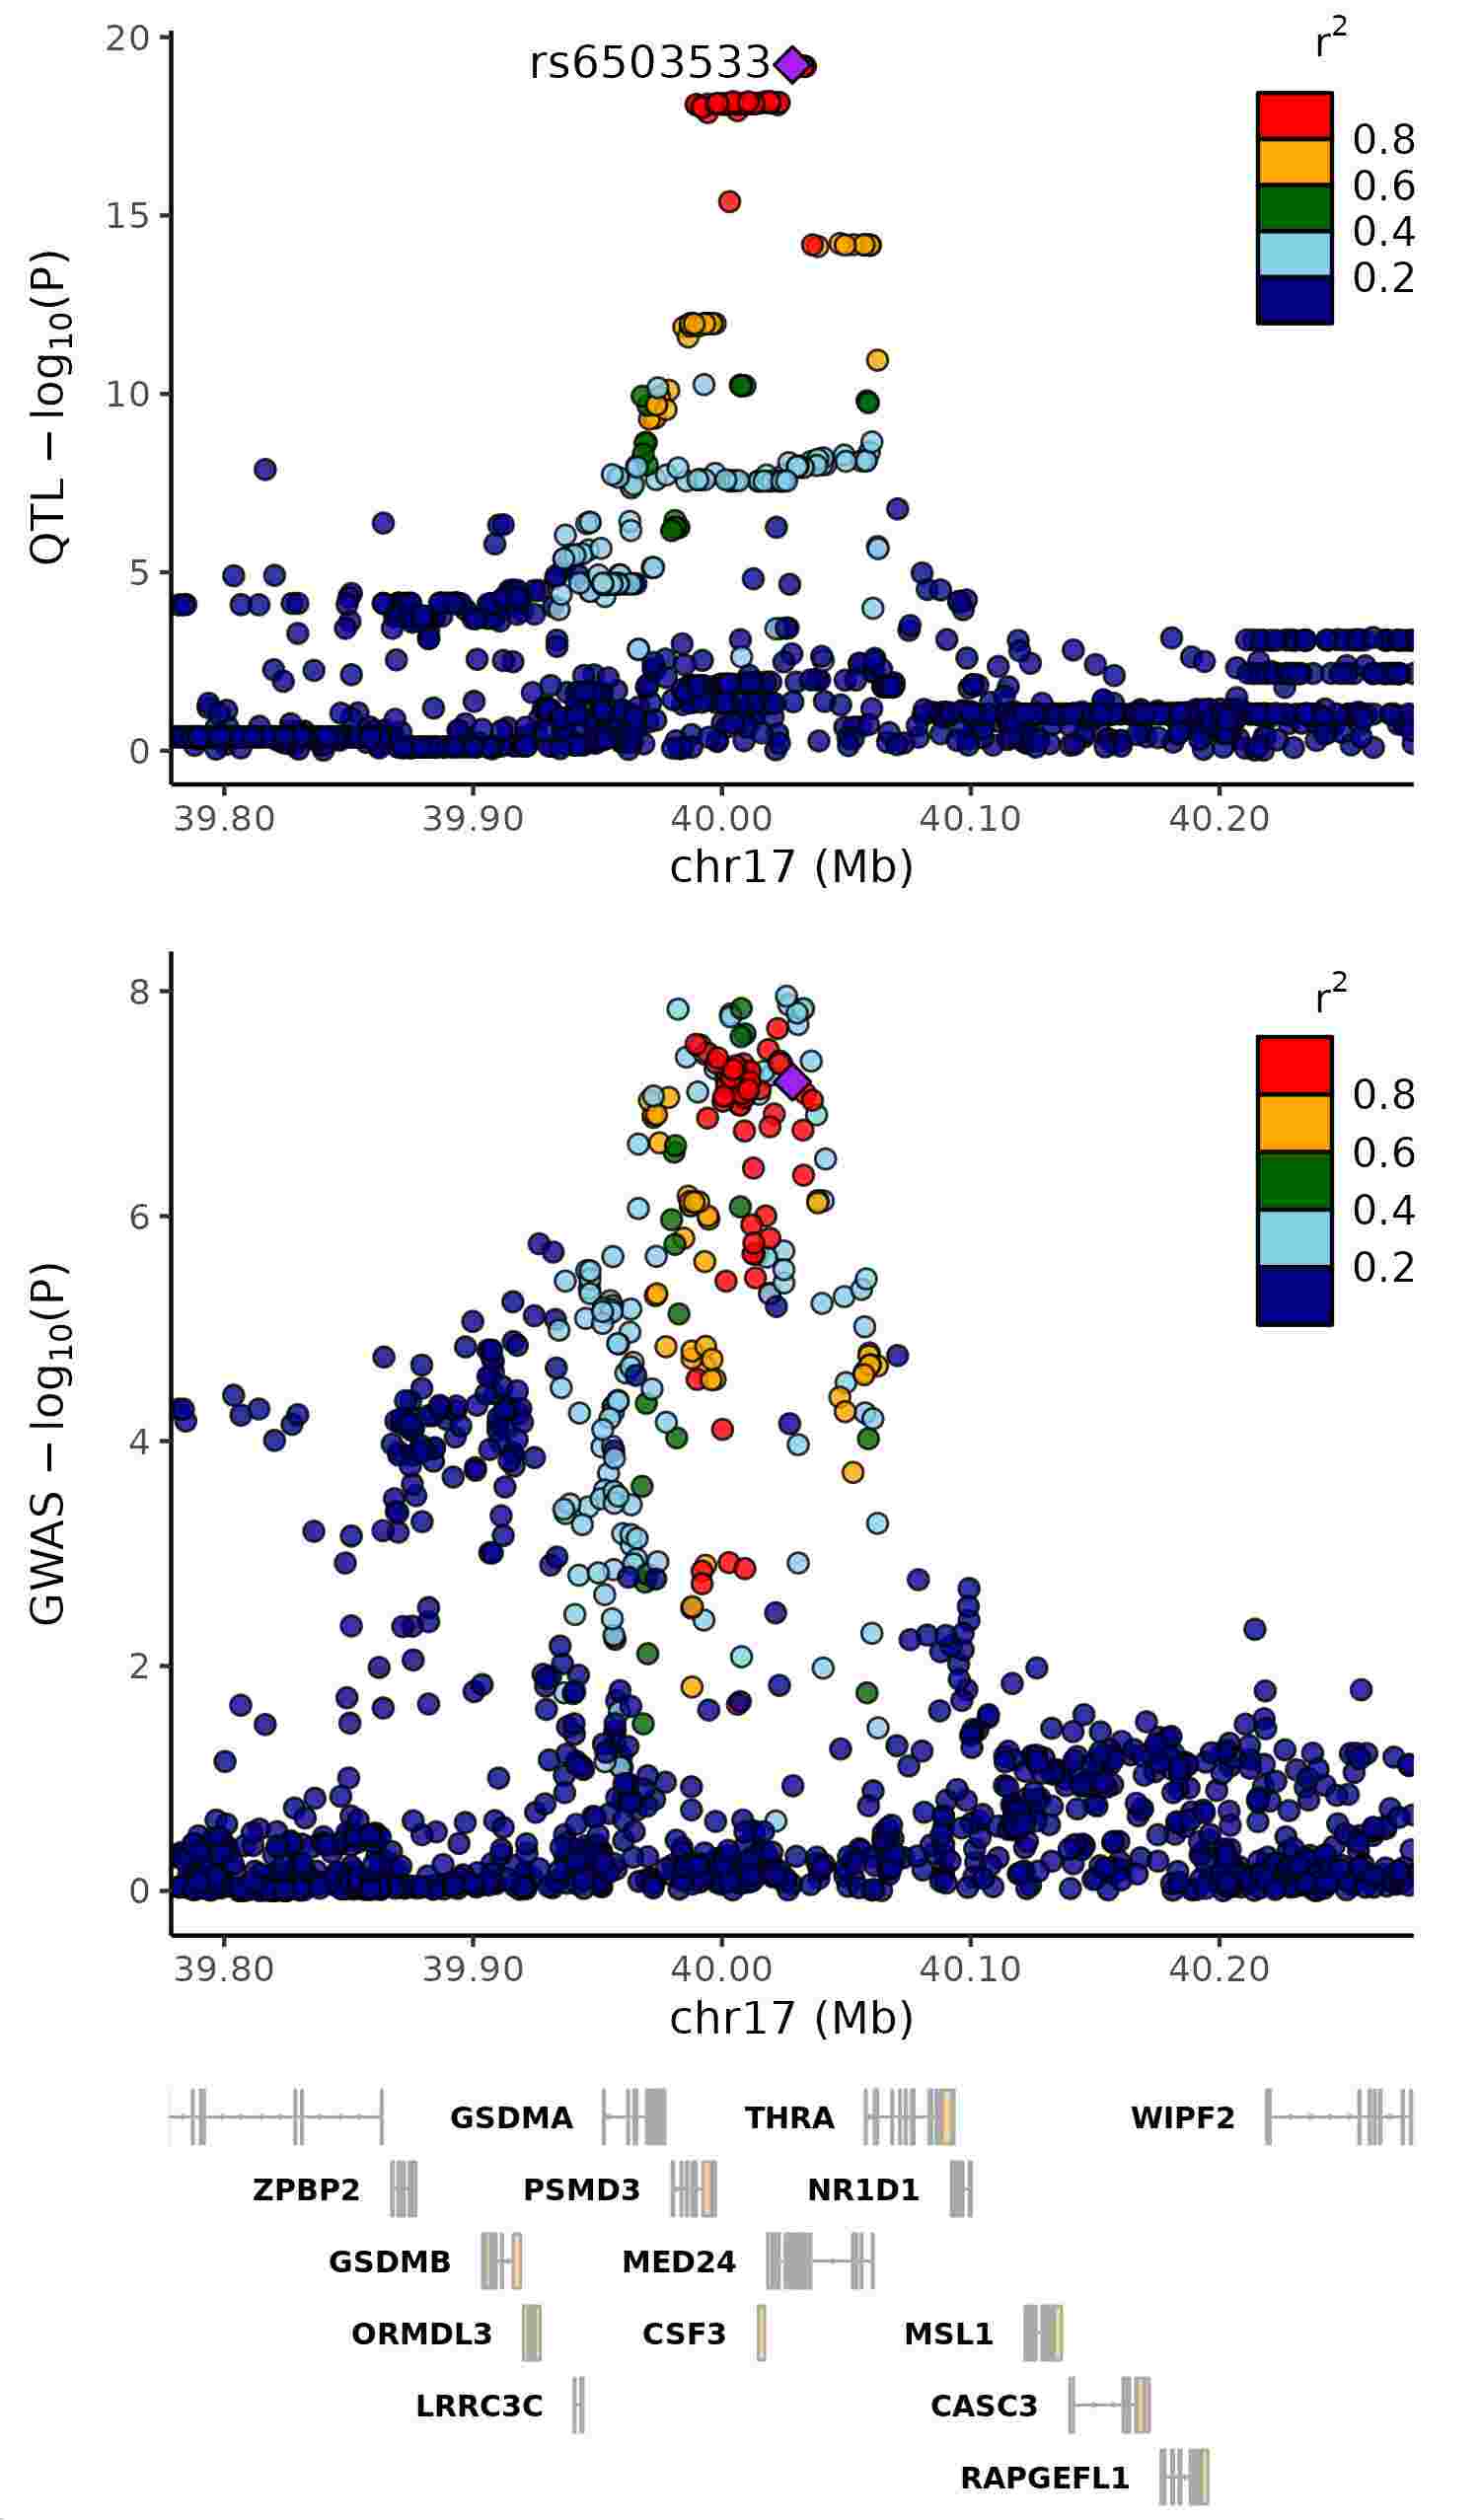 20
15
10
5
0
QTL − log10(P)
rs6503533
r2
0.8
0.6
0.4
0.2
39.80 39.90 40.00 40.10 40.20
chr17 (Mb)
8
6
4
2
0
GWAS − log10(P)
r2
0.8
0.6
0.4
0.2
39.80 39.90 40.00 40.10 40.20
chr17 (Mb)
GSDMA THRA WIPF2
ZPBP2 PSMD3 NR1D1
GSDMB MED24
ORMDL3 CSF3 MSL1
LRRC3C CASC3
RAPGEFL1